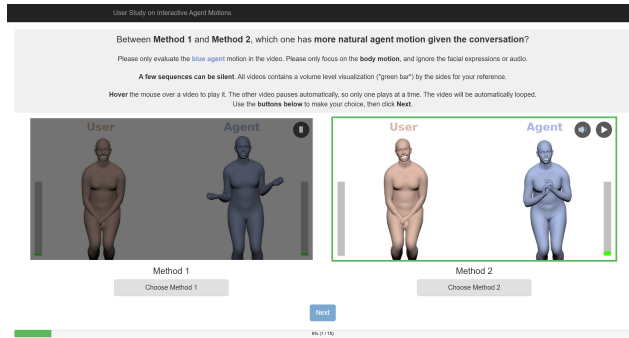 User Study on Interactive Agent Motions
Between Method 1 and Method 2, which one has more natural agent motion given the conversation?
Please only evaluate the blue agent motion in the video. Please only focus on the body motion, and ignore the facial expressions or audio.
A few sequences can be silent. All videos contains a volume level visualization ("green bar") by the sides for your reference.
Hover the mouse over a video to play it. The other video pauses automatically, so only one plays at a time. The video will be automatically looped.
Use the buttons below to make your choice, then click Next.
User Agent User Agent
Method 1 Method 2
Choose Method 1 Choose Method 2
Next
6% (1 / 15)